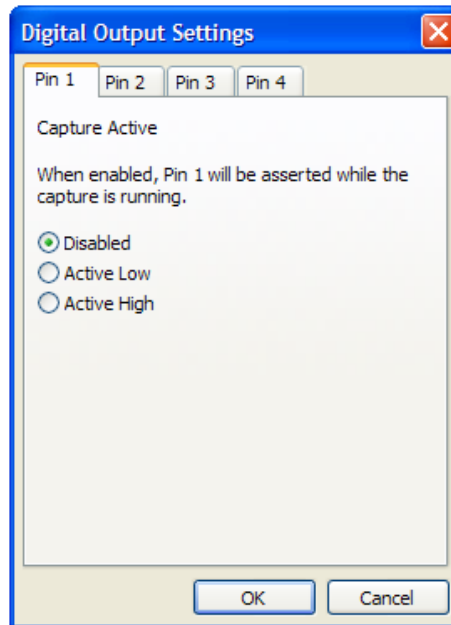 Digital Output Settings
Pin 1 Pin 2 Pin 3 Pin 4
Capture Active
When enabled, Pin 1 will be asserted while the
capture is running.
Disabled
Active Low
Active High
OK Cancel